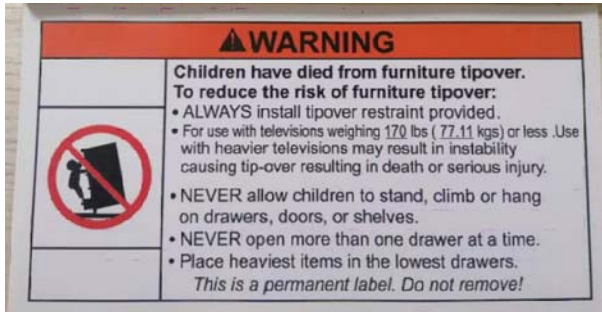 WARNING
Children have died from furniture tipover.
To reduce the risk of furniture tipover:
• ALWAYS install tipover restraint provided.
• For use with televisions weighing 170 lbs ( 77.11 kgs) or less .Use
with heavier televisions may result in instability
causing tip-over resulting in death or serious injury.
• NEVER allow children to stand, climb or hang
on drawers, doors, or shelves.
• NEVER open more than one drawer at a time.
• Place heaviest items in the lowest drawers.
This is a permanent label. Do not remove!